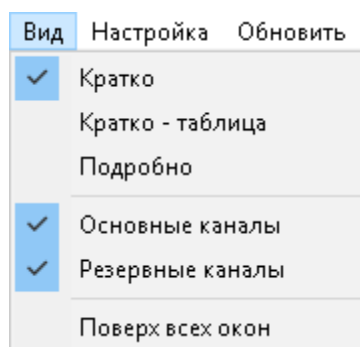 Вид Настройка Обновить
Кратко
Кратко - таблица
Подробно
Основные каналы
Резервные каналы
Поверх всех окон